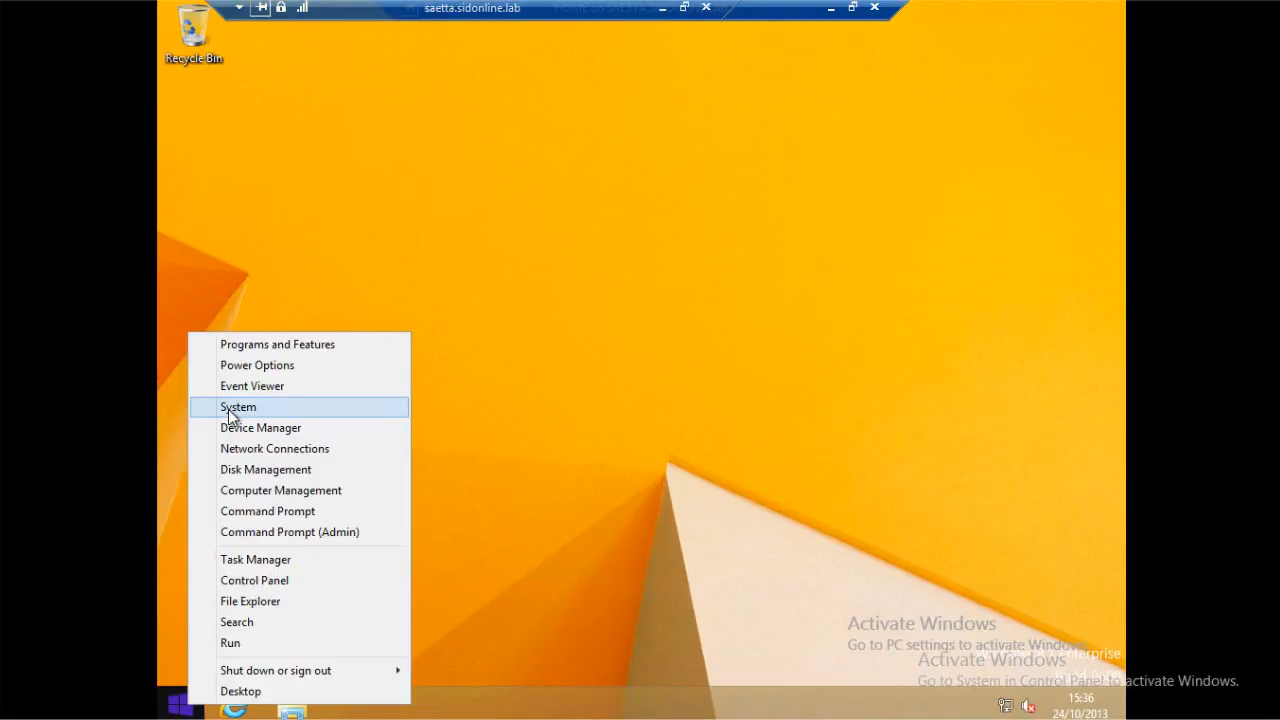 saetta.sidonline.lab
Recycle Bin
Programs and Features
Power Options
Event Viewer
System
Device Manager
Network Connections
Disk Management
Computer Management
Command Prompt
Command Prompt (Admin)
Task Manager
Control Panel
File Explorer
Search
Run
Shut down or sign out
Desktop
Activate Windows
Go to PC settings to activate Windows
Enterprise
Activate Windows
Go to System in Control Panel to activate Windows.
15:36
24/10/2013